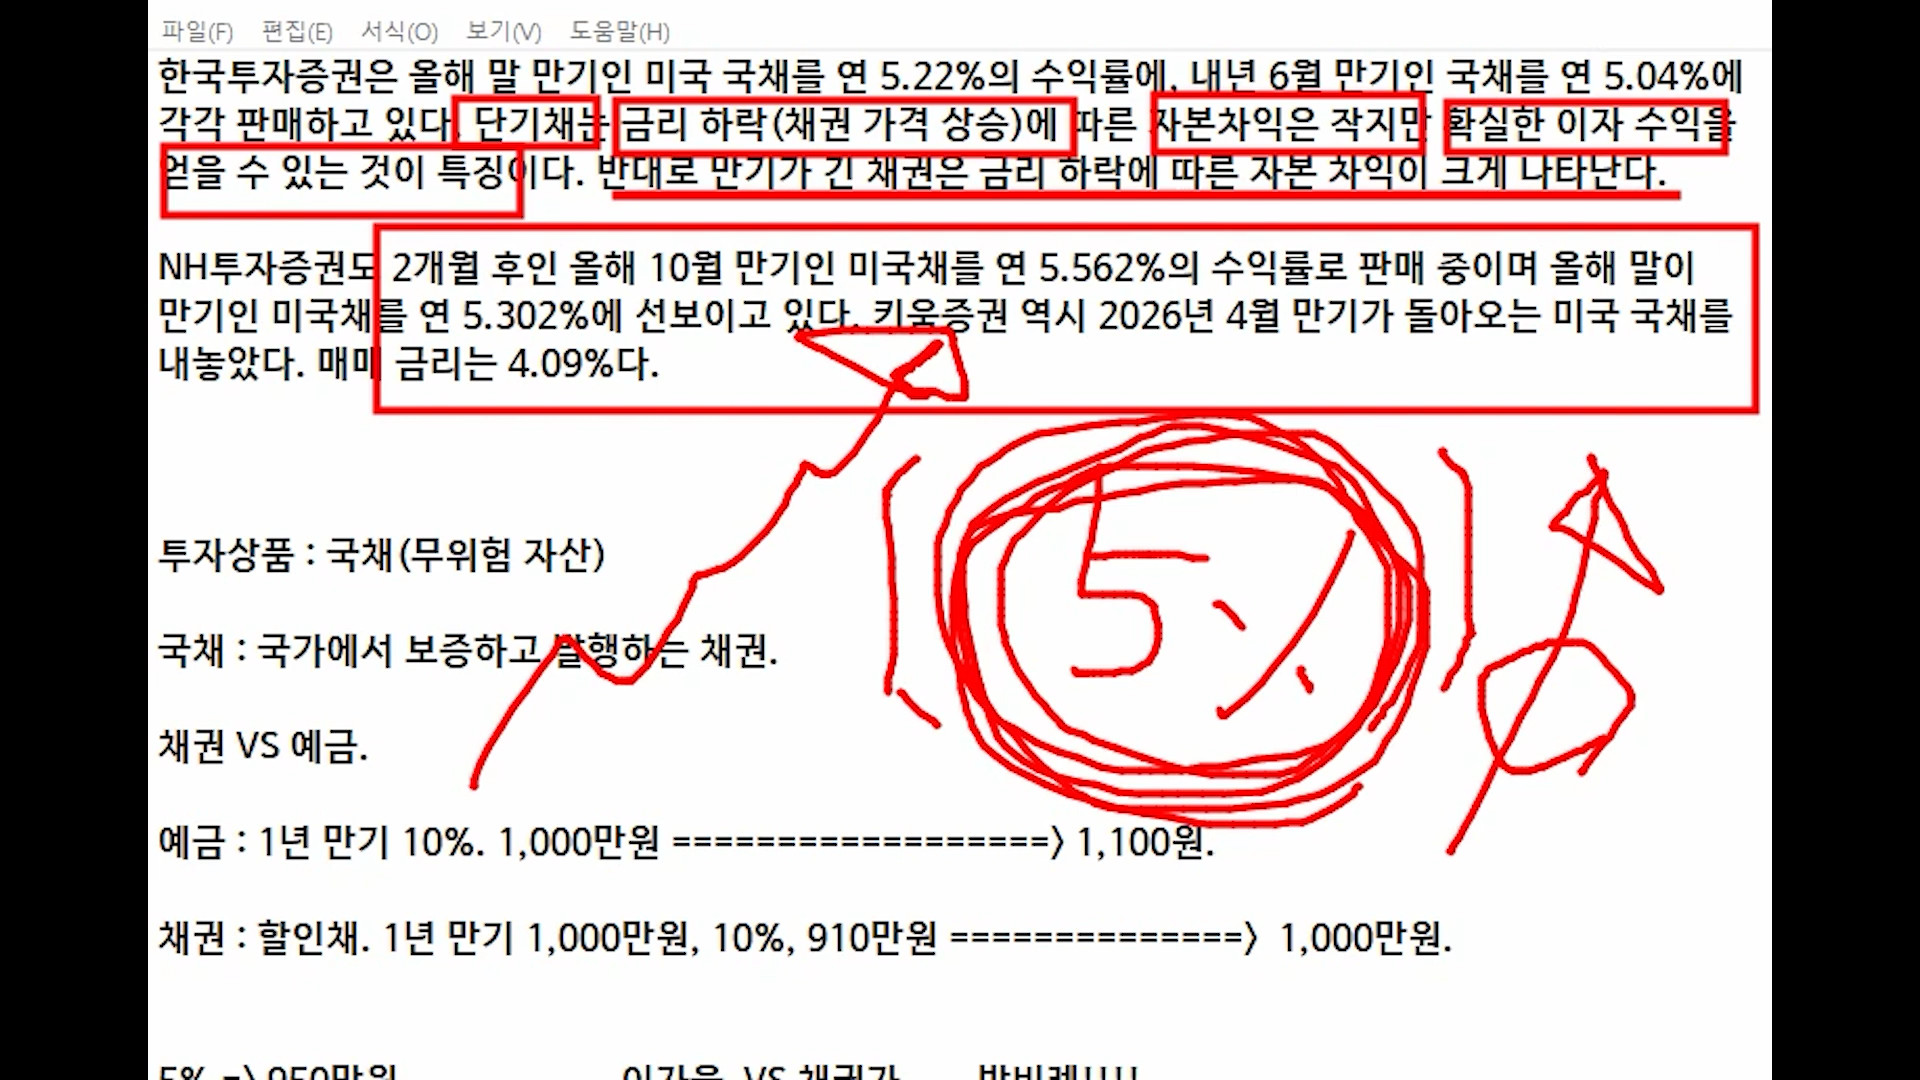 파일(F) 편집(E) 서식(O) 보기(V) 도움말(H)
한국투자증권은 올해 말 만기인 미국 국채를 연 5.22%의 수익률에, 내년 6월 만기인 국채를 연 5.04%에
각각 판매하고 있다. 단기채는 금리 하락(채권 가격 상승)에 따른 자본차익은 작지만 확실한 이자 수익을
얻을 수 있는 것이 특징이다. 반대로 만기가 긴 채권은 금리 하락에 따른 자본 차익이 크게 나타난다.
NH투자증권도 2개월 후인 올해 10월 만기인 미국채를 연 5.562%의 수익률로 판매 중이며 올해 말이
만기인 미국채를 연 5.302%에 선보이고 있다. 키움증권 역시 2026년 4월 만기가 돌아오는 미국 국채를
내놓았다. 매매 금리는 4.09%다.
5%
투자상품 : 국채(무위험 자산)
국채 : 국가에서 보증하고 발행하는 채권.
채권 VS 예금.
예금 : 1년 만기 10%. 1,000만원 ==================> 1,100원.
채권 : 할인채. 1년 만기 1,000만원, 10%, 910만원 ==============> 1,000만원.
5% => 950만원 VS 채권가 반비례!!!!